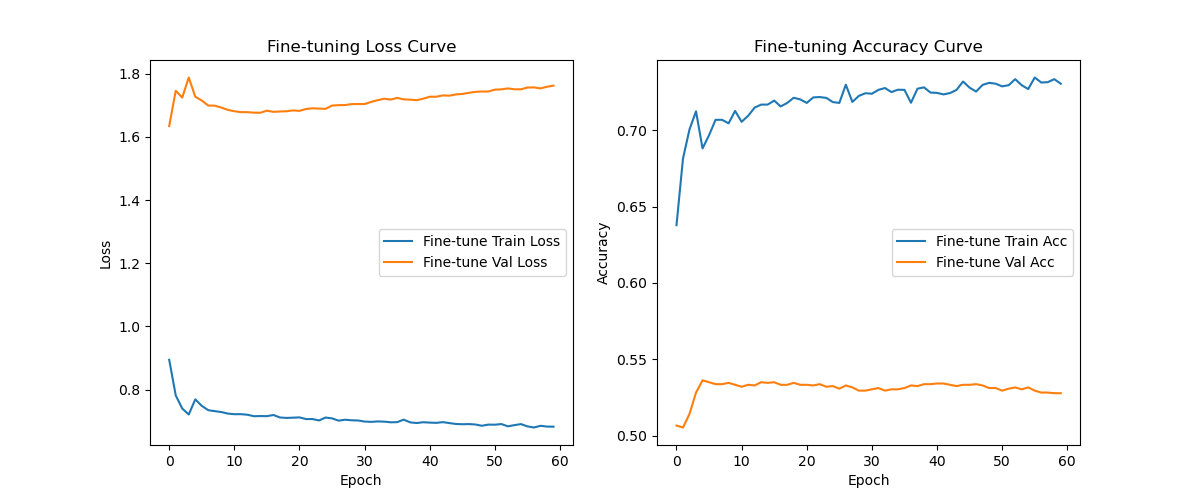 Fine-tuning Loss Curve
1.8
1.6
1.4
1.2
1.0
0.8
Loss
0 10 20 30 40 50 60
Epoch
Fine-tune Train Loss
Fine-tune Val Loss
Fine-tuning Accuracy Curve
0.70
0.65
0.60
0.55
0.50
Accuracy
0 10 20 30 40 50 60
Epoch
Fine-tune Train Acc
Fine-tune Val Acc